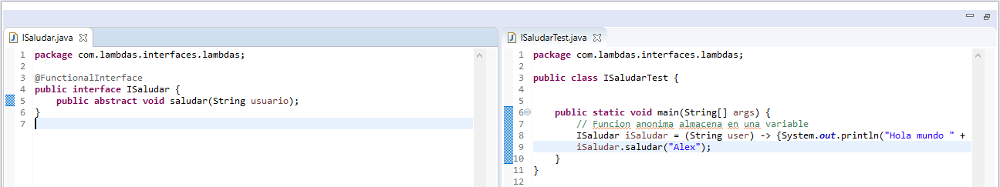 ISaludar.java
1 package com.lambdas.interfaces.lambdas;
2
3 @FunctionalInterface
4 public interface ISaludar {
5 public abstract void saludar(String usuario);
6 }
7
ISaludarTest.java
1 package com.lambdas.interfaces.lambdas;
2
3 public class ISaludarTest {
4
5
6 public static void main(String[] args) {
7 // Funcion anonima almacena en una variable
8 ISaludar iSaludar = (String user) -> {System.out.println("Hola mundo " +
9 iSaludar.saludar("Alex");
10 }
11 }
12